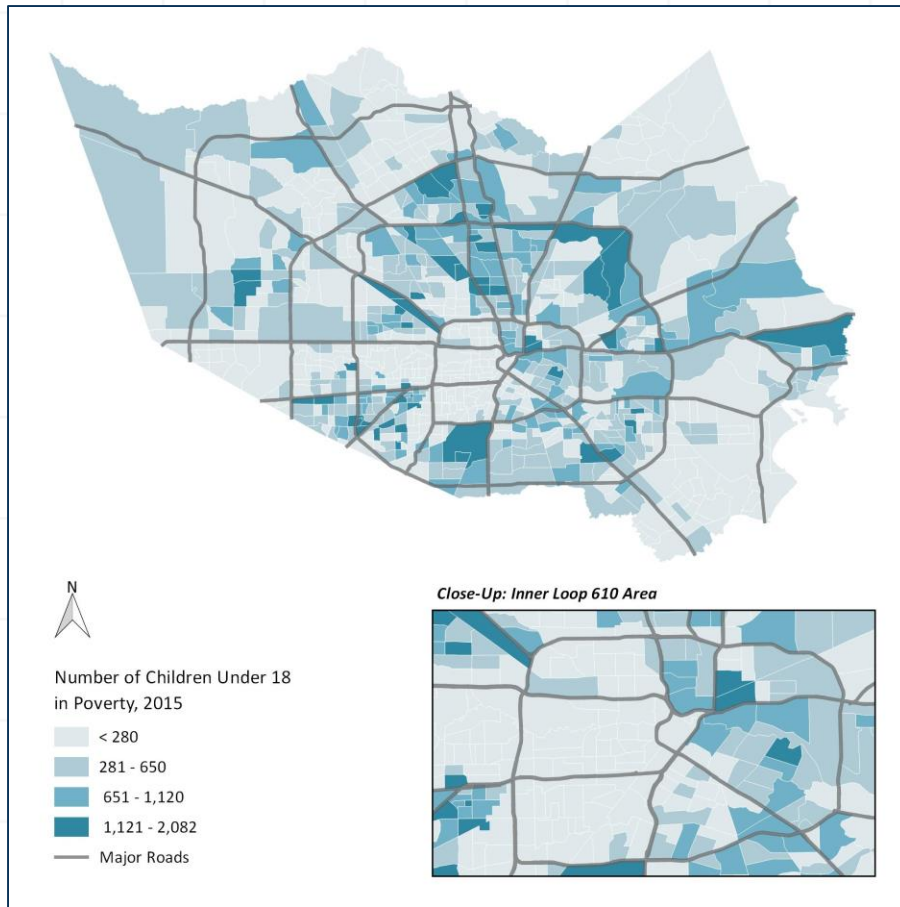 N
Close-Up: Inner Loop 610 Area
Number of Children Under 18
in Poverty, 2015
< 280
281 - 650
651 - 1,120
1,121 - 2,082
Major Roads